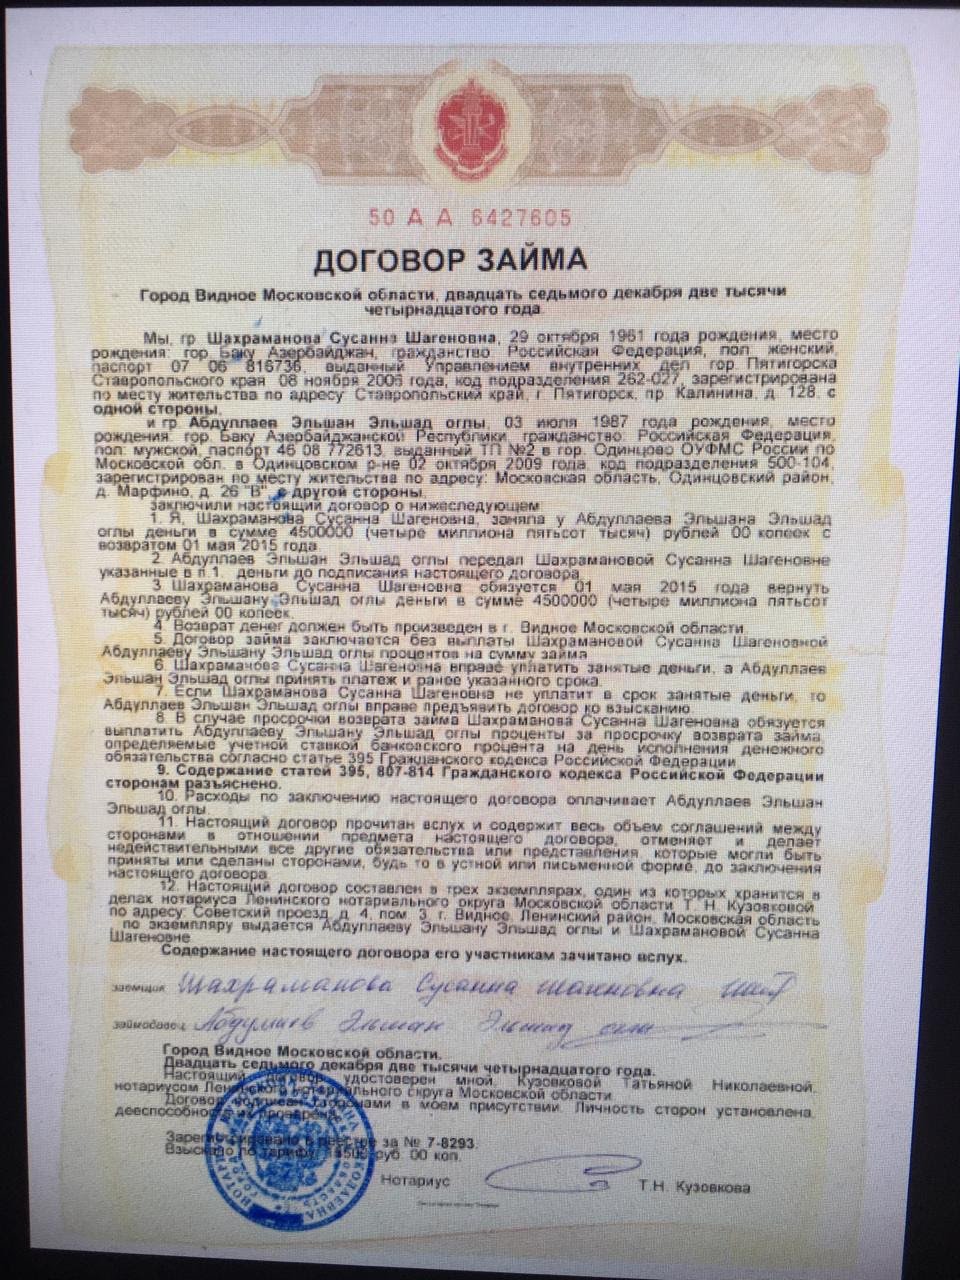 50 А А 6427605
ДОГОВОР ЗАЙМА
Город Видное Московской области, двадцать седьмого декабря две тысячи
четырнадцатого года.
Мы, гр. Шахраманова Сусанна Шагеновна, 29 октября 1961 года рождения, место
рождения: гор. Баку Азербайджан, гражданство Российская Федерация, пол женский,
паспорт 07 06 816736, выданный Управлением внутренних дел гор. Пятигорска
Ставропольского края 08 ноября 2006 года, код подразделения 262-027, зарегистрирована
по месту жительства по адресу: Ставропольский край, г. Пятигорск, пр. Калинина, д. 128, с
одной стороны,
и гр. Абдуллаев Эльшан Эльшад оглы, 03 июля 1987 года рождения, место
рождения: гор. Баку Азербайджанской Республики, гражданство: Российская Федерация,
пол: мужской, паспорт 46 08 772613, выданный ТП №2 в гор. Одинцово ОУФМС России по
Московской обл. в Одинцовском р-не 02 октября 2009 года, код подразделения 500-104,
зарегистрирован по месту жительства по адресу: Московская область, Одинцовский район,
д. Марфино, д. 26 "В", с другой стороны,
заключили настоящий договор о нижеследующем
1. Я, Шахраманова Сусанна Шагеновна, заняла у Абдуллаева Эльшана Эльшад
оглы деньги в сумме 4500000 (четыре миллиона пятьсот тысяч) рублей 00 копеек с
возвратом 01 мая 2015 года.
2. Абдуллаев Эльшан Эльшад оглы передал Шахрамановой Сусанна Шагеновне
указанные в п.1. деньги до подписания настоящего договора.
3. Шахраманова Сусанна Шагеновна обязуется 01 мая 2015 года вернуть
Абдуллаеву Эльшану Эльшад оглы деньги в сумме 4500000 (четыре миллиона пятьсот
тысяч) рублей 00 копеек.
4. Возврат денег должен быть произведен в г. Видное Московской области.
5. Договор займа заключается без выплаты Шахрамановой Сусанна Шагеновной
Абдуллаеву Эльшану Эльшад оглы процентов на сумму займа.
6. Шахраманова Сусанна Шагеновна вправе уплатить занятые деньги, а Абдуллаев
Эльшан Эльшад оглы принять платеж и ранее указанного срока.
7. Если Шахраманова Сусанна Шагеновна не уплатит в срок занятые деньги, то
Абдуллаев Эльшан Эльшад оглы вправе предъявить договор ко взысканию.
8. В случае просрочки возврата займа Шахраманова Сусанна Шагеновна обязуется
выплатить Абдуллаеву Эльшану Эльшад оглы проценты за просрочку возврата займа,
определяемые учетной ставкой банковского процента на день исполнения денежного
обязательства согласно статье 395 Гражданского кодекса Российской Федерации.
9. Содержание статей 395, 807-814 Гражданского кодекса Российской Федерации
сторонам разъяснено.
10. Расходы по заключению настоящего договора оплачивает Абдуллаев Эльшан
Эльшад оглы.
11. Настоящий договор прочитан вслух и содержит весь объем соглашений между
сторонами в отношении предмета настоящего договора, отменяет и делает
недействительными все другие обязательства или представления, которые могли быть
приняты или сделаны сторонами, будь то в устной или письменной форме, до заключения
настоящего договора.
12. Настоящий договор составлен в трех экземплярах, один из которых хранится в
делах нотариуса Ленинского нотариального округа Московской области Т. Н. Кузовковой
по адресу: Советский проезд, д. 4, пом. 3, г. Видное, Ленинский район, Московская область
, по экземпляру выдается Абдуллаеву Эльшану Эльшад оглы и Шахрамановой Сусанна
Шагеновне.
Содержание настоящего договора его участникам зачитано вслух.
заемщик Шахраманова Сусанна
займодавец Абдуллаев Эльшан Эльшад оглы
Город Видное Московской области.
Двадцать седьмого декабря две тысячи четырнадцатого года.
Настоящий договор удостоверен мной, Кузовковой Татьяной Николаевной,
нотариусом Ленинского нотариального округа Московской области.
Договор подписан сторонами в моем присутствии. Личность сторон установлена,
дееспособность их проверена.
Зарегистрировано в реестре за № 7-8293.
Взыскано по тарифу: руб. 00 коп.
Нотариус Т.Н. Кузовкова